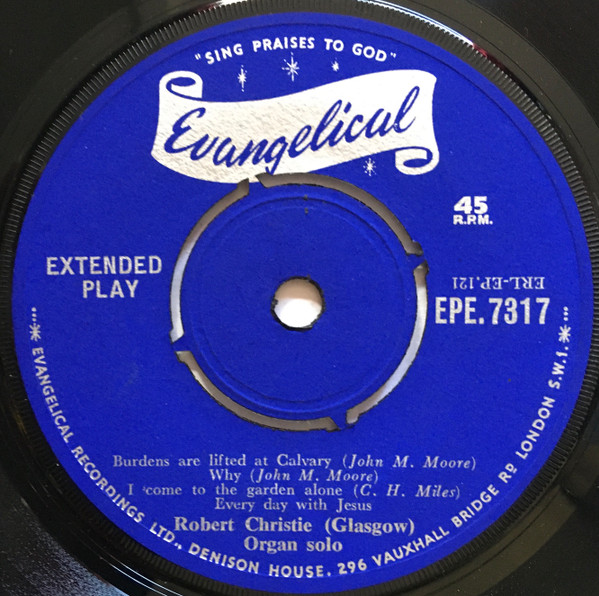 "SING PRAISES TO GOD"
Evangelical
45
R.P.M.
EXTENDED
PLAY
ERL-EP.121
EPE.7317
Burdens are lifted at Calvary (John M. Moore)
Why (John M. Moore)
I come to the garden alone (C. H. Miles)
Every day with Jesus
Robert Christie (Glasgow)
Organ solo
...* EVANGELICAL RECORDINGS LTD., DENISON HOUSE. 296 VAUXHALL BRIDGE RD LONDON S.W.1. *...